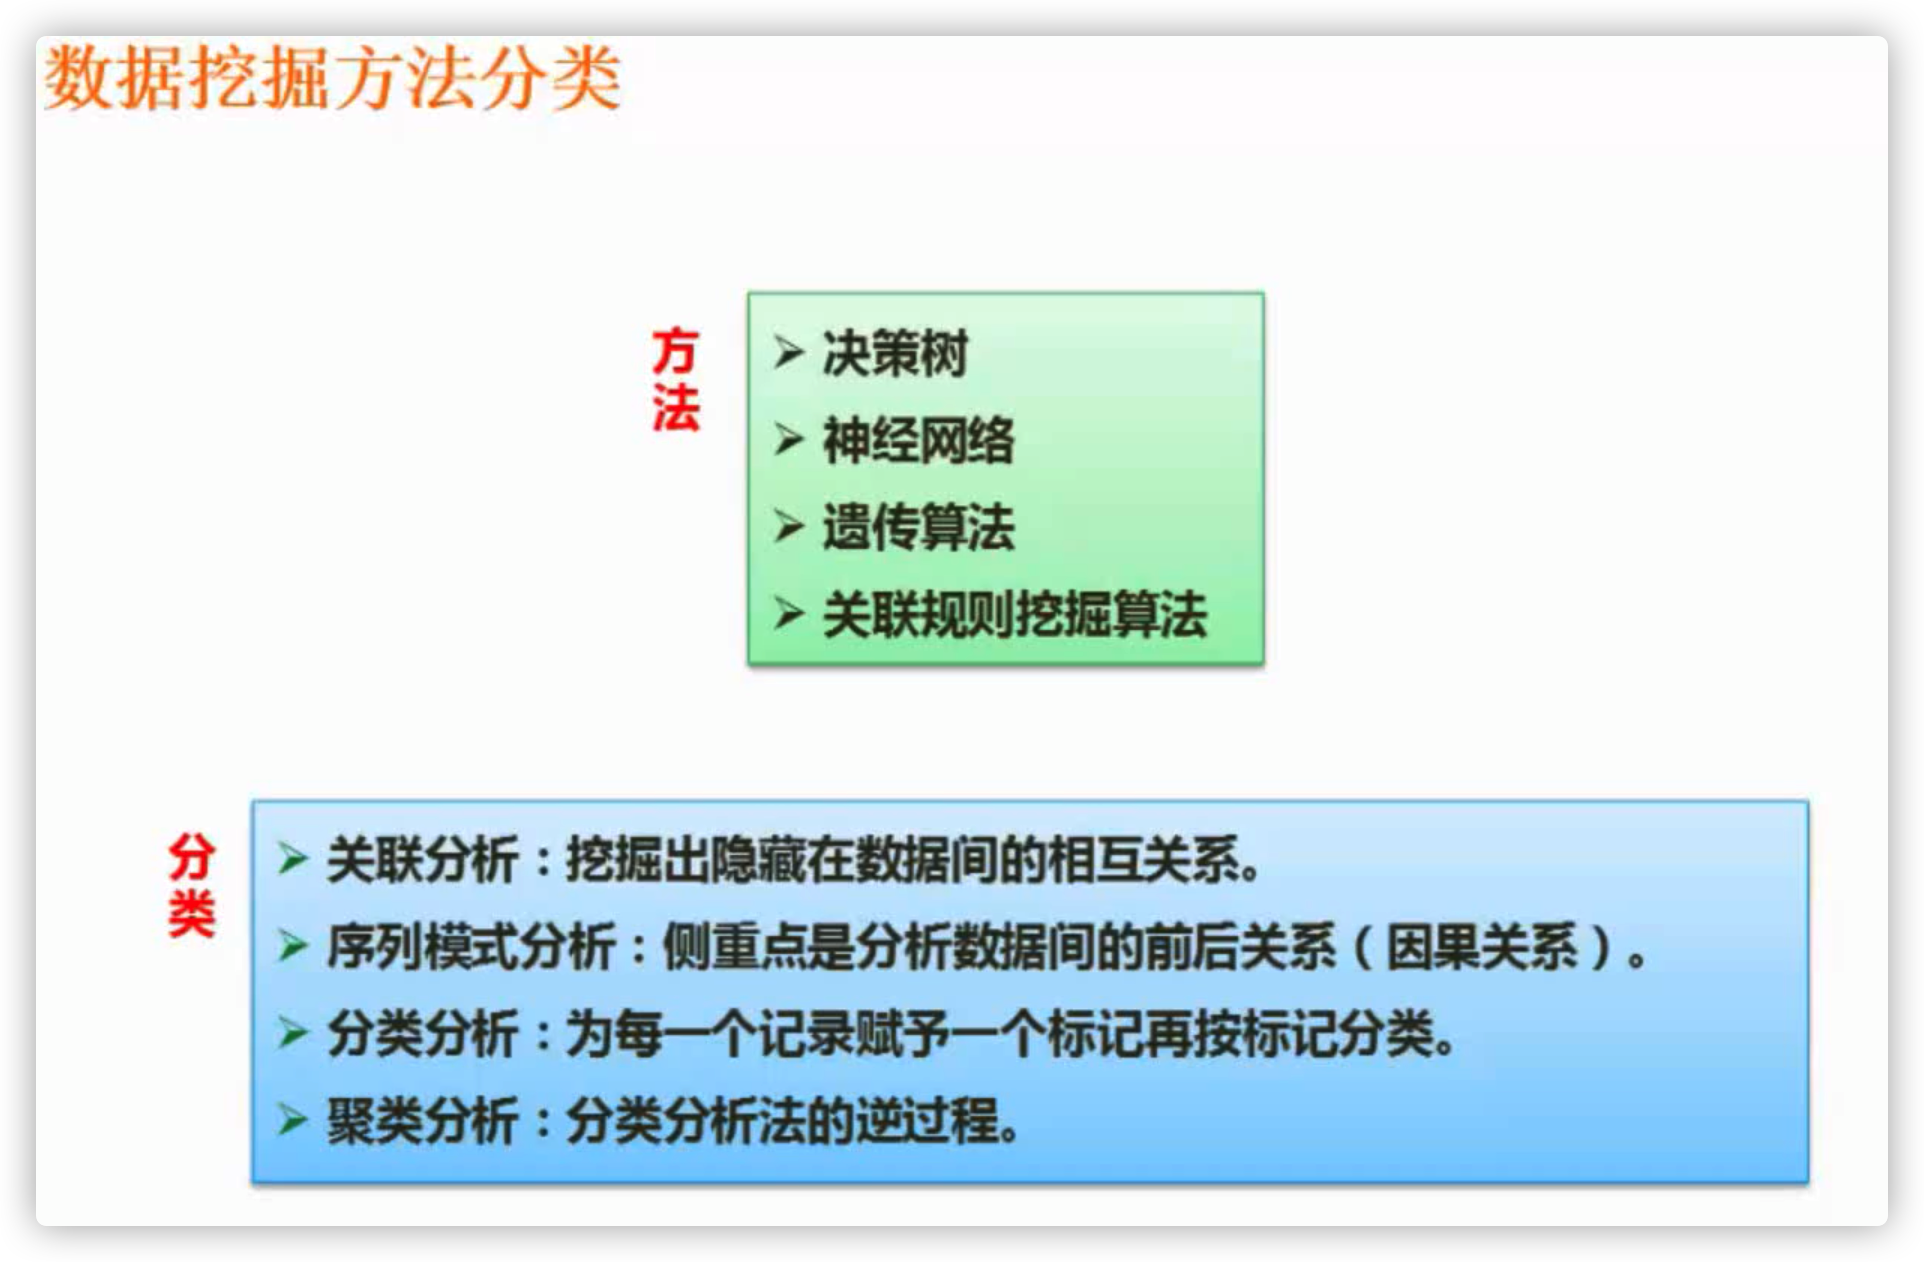 数据挖掘方法分类
方法
➢ 决策树
➢ 神经网络
➢ 遗传算法
➢ 关联规则挖掘算法
分类
➢ 关联分析：挖掘出隐藏在数据间的相互关系。
➢ 序列模式分析：侧重点是分析数据间的前后关系（因果关系）。
➢ 分类分析：为每一个记录赋予一个标记再按标记分类。
➢ 聚类分析：分类分析法的逆过程。